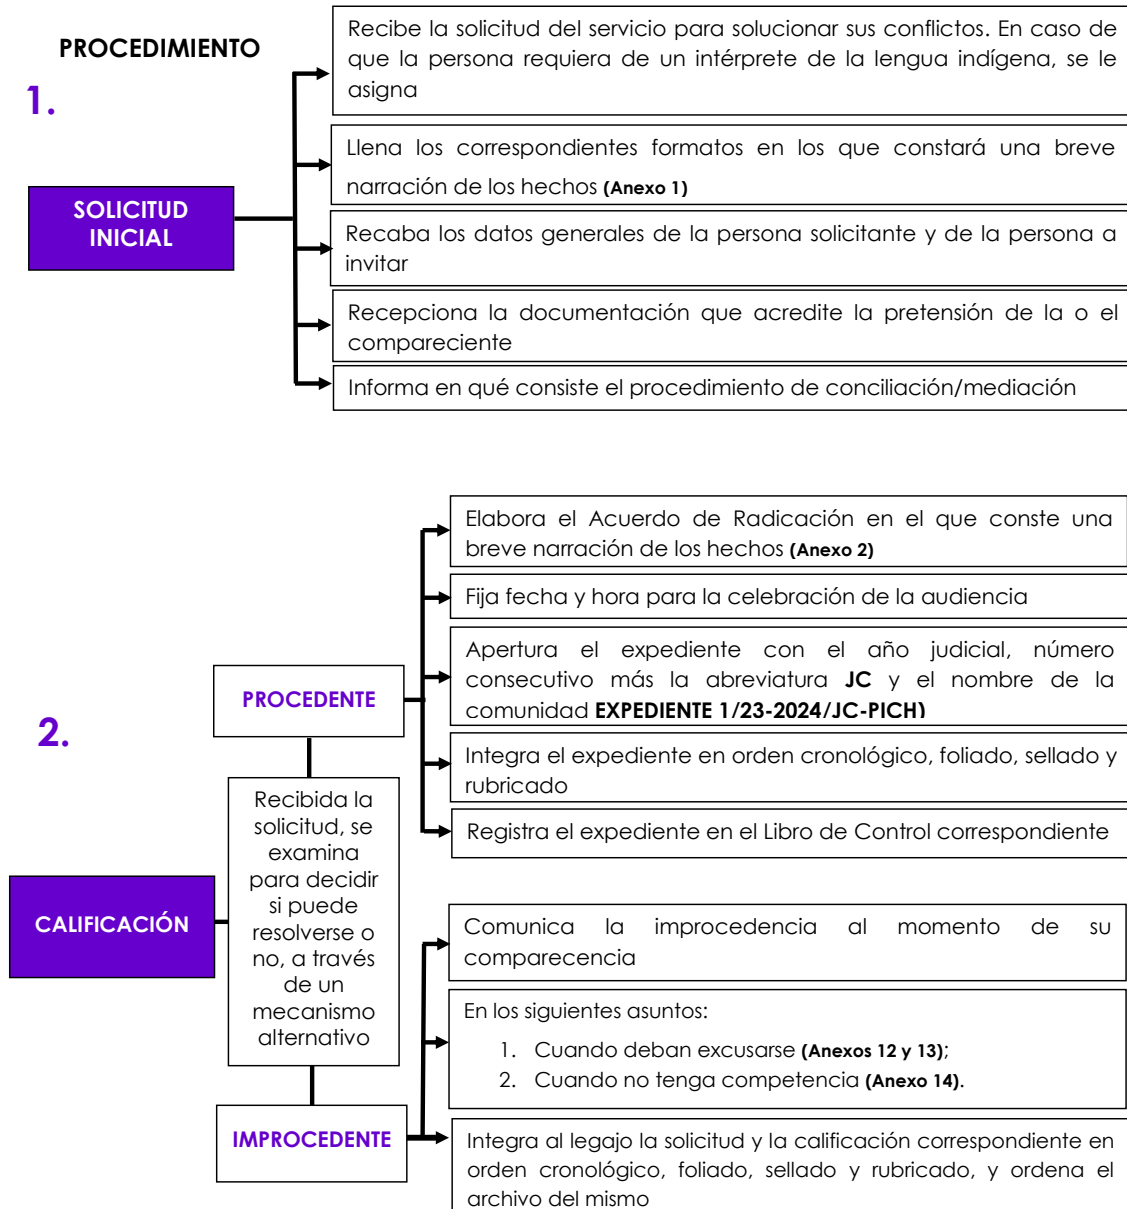 PROCEDIMIENTO
1.
SOLICITUD
INICIAL
Recibe la solicitud del servicio para solucionar sus conflictos. En caso de
que la persona requiera de un intérprete de la lengua indígena, se le
asigna
Llena los correspondientes formatos en los que constará una breve
narración de los hechos (Anexo 1)
Recaba los datos generales de la persona solicitante y de la persona a
invitar
Recepciona la documentación que acredite la pretensión de la o el
compareciente
Informa en qué consiste el procedimiento de conciliación/mediación
2.
CALIFICACIÓN
Recibida la
solicitud, se
examina
para decidir
si puede
resolverse o
no, a través
de un
mecanismo
alternativo
PROCEDENTE
Elabora el Acuerdo de Radicación en el que conste una
breve narración de los hechos (Anexo 2)
Fija fecha y hora para la celebración de la audiencia
Apertura el expediente con el año judicial, número
consecutivo más la abreviatura JC y el nombre de la
comunidad EXPEDIENTE 1/23-2024/JC-PICH)
Integra el expediente en orden cronológico, foliado, sellado y
rubricado
Registra el expediente en el Libro de Control correspondiente
IMPROCEDENTE
Comunica la improcedencia al momento de su
comparecencia
En los siguientes asuntos:
1. Cuando deban excusarse (Anexos 12 y 13);
2. Cuando no tenga competencia (Anexo 14).
Integra al legajo la solicitud y la calificación correspondiente en
orden cronológico, foliado, sellado y rubricado, y ordena el
archivo del mismo